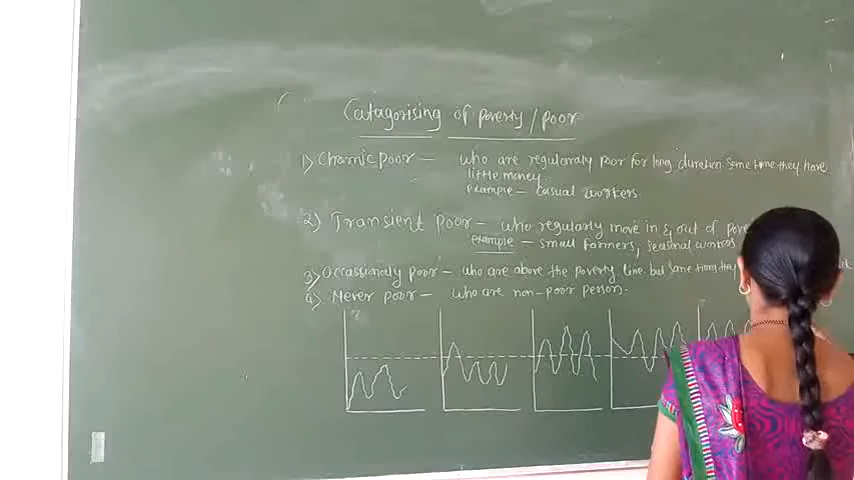 Catagorising of poverty / poor
1) Chronic poor — who are regularaly poor for long duration. Some time they have
little money
example — casual workers.
2) Transient poor — who regularly move in & out of
example — small farmers, seasonal workers
3) Occassionaly poor — who are above the poverty line but some times they
4) Never poor — who are non-poor person.